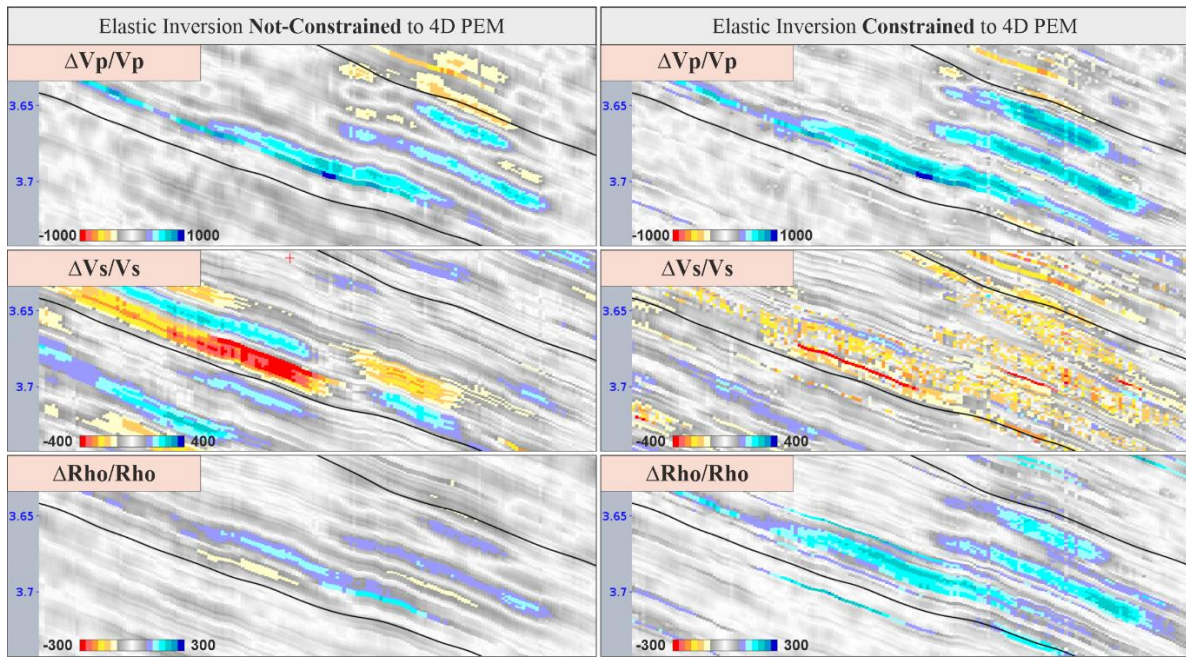 Elastic Inversion Not-Constrained to 4D PEM
ΔVp/Vp
3.65
3.7
-1000 1000
ΔVs/Vs
3.65
3.7
-400 400
ΔRho/Rho
3.65
3.7
-300 300
Elastic Inversion Constrained to 4D PEM
ΔVp/Vp
3.65
3.7
-1000 1000
ΔVs/Vs
3.65
3.7
-400 400
ΔRho/Rho
3.65
3.7
-300 300